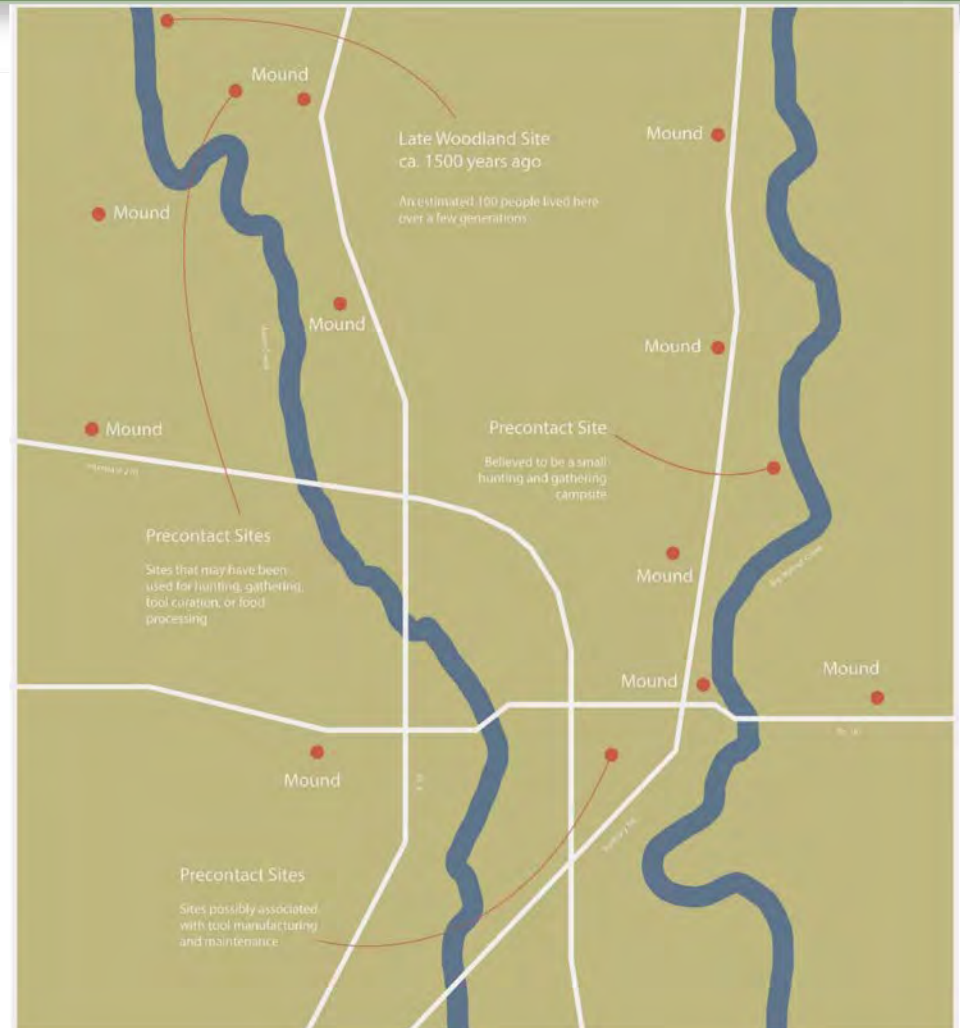 Mound
Late Woodland Site
ca. 1500 years ago
An estimated 100 people lived here
over a few generations
Mound
Mound
Mound
Mound
Mound
Precontact Site
Believed to be a small
hunting and gathering
campsite
Precontact Sites
Sites that may have been
used for hunting, gathering,
tool curation, or food
processing
Mound
Big Walnut Creek
Mound
Mound
Mound
Precontact Sites
Sites possibly associated
with tool manufacturing
and maintenance